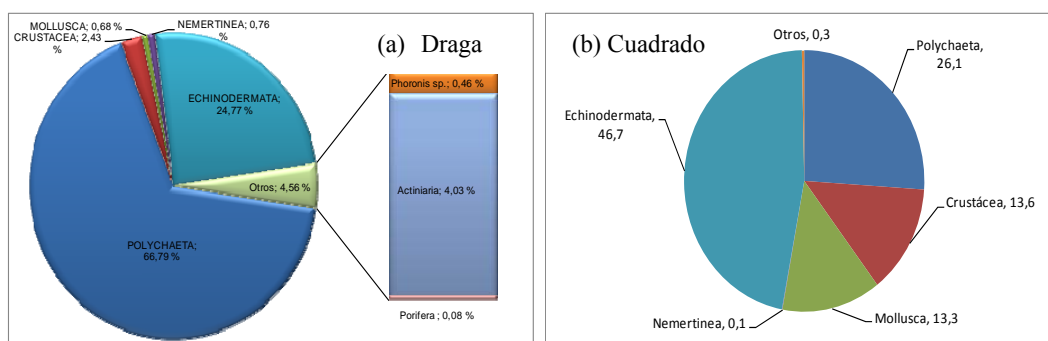 (a) Draga
MOLLUSCA; 0,68 %
CRUSTACEA; 2,43
%
NEMERTINEA; 0,76
%
ECHINODERMATA;
24,77 %
Otros; 4,56 %
POLYCHAETA;
66,79 %
Phoronis sp.; 0,46 %
Actiniaria; 4,03 %
Porifera; 0,08 %
(b) Cuadrado
Otros, 0,3
Polychaeta,
26,1
Echinodermata,
46,7
Crustácea, 13,6
Mollusca, 13,3
Nemertinea, 0,1